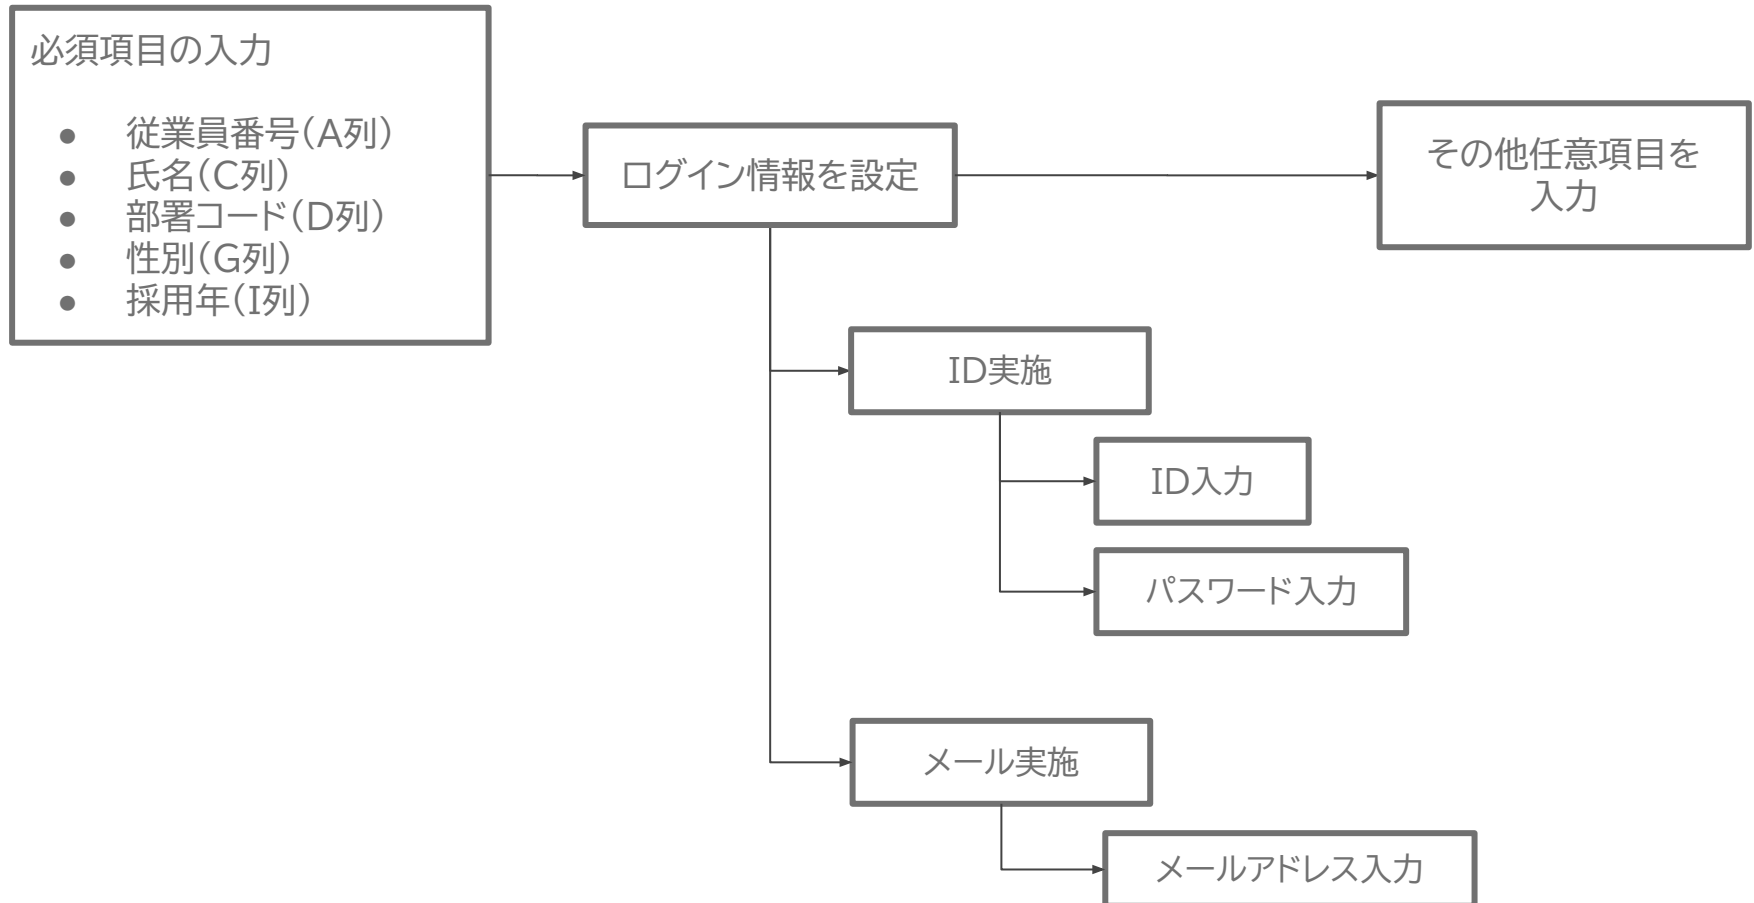 必須項目の入力
● 従業員番号(A列)
● 氏名(C列)
● 部署コード(D列)
● 性別(G列)
● 採用年(I列)
ログイン情報を設定
その他任意項目を
入力
ID実施
ID入力
パスワード入力
メール実施
メールアドレス入力